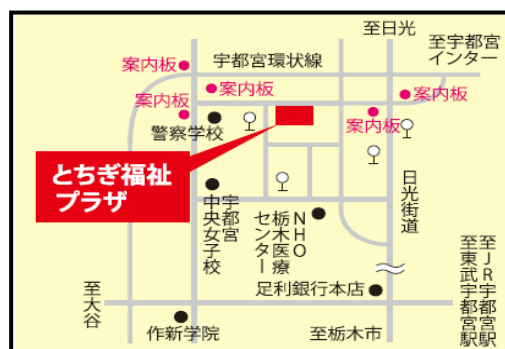 至日光
宇都宮環状線
至宇都宮
インター
案内板
案内板
案内板
案内板
案内板
警察学校
とちぎ福祉
プラザ
宇都宮
中央女子校
NHO
栃木医療
センター
日光街道
足利銀行本店
至JR宇都宮駅
至東武宇都宮駅
至大谷
作新学院
至栃木市